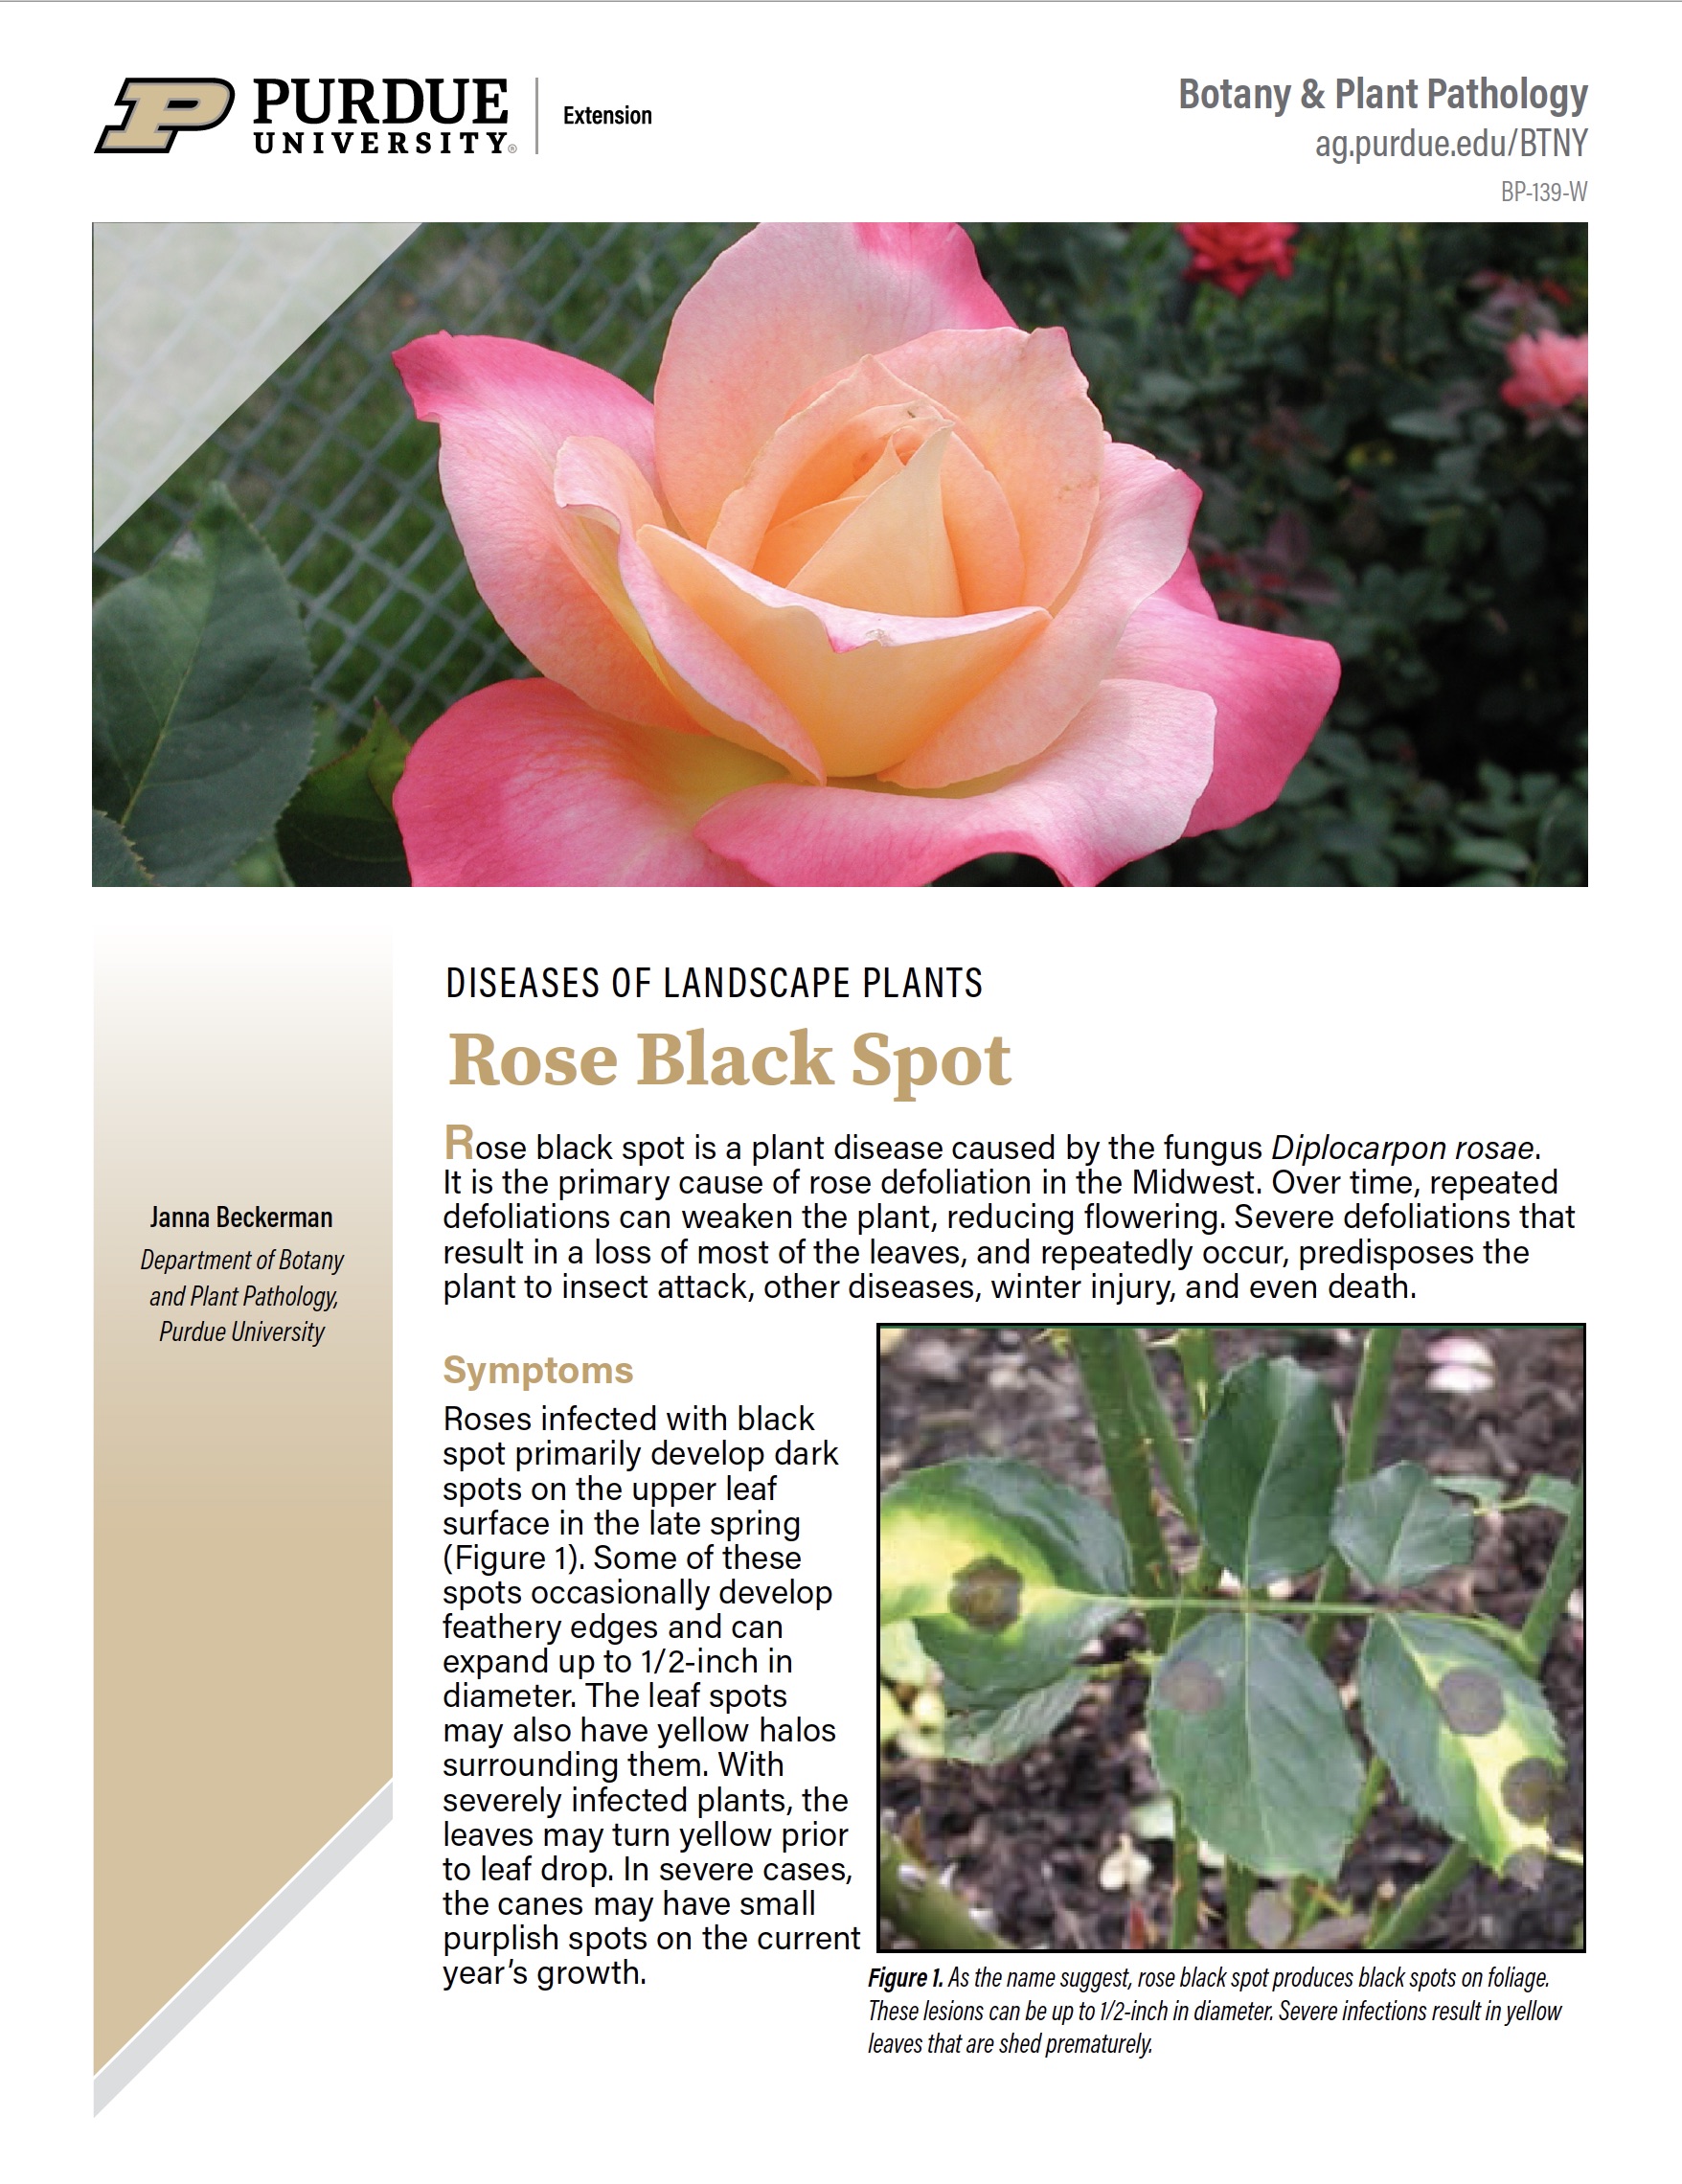 PURDUE
UNIVERSITY®
Extension
Botany & Plant Pathology
ag.purdue.edu/BTNY
BP-139-W
DISEASES OF LANDSCAPE PLANTS
Rose Black Spot
Rose black spot is a plant disease caused by the fungus Diplocarpon rosae.
It is the primary cause of rose defoliation in the Midwest. Over time, repeated
defoliations can weaken the plant, reducing flowering. Severe defoliations that
result in a loss of most of the leaves, and repeatedly occur, predisposes the
plant to insect attack, other diseases, winter injury, and even death.
Janna Beckerman
Department of Botany
and Plant Pathology,
Purdue University
Symptoms
Roses infected with black
spot primarily develop dark
spots on the upper leaf
surface in the late spring
(Figure 1). Some of these
spots occasionally develop
feathery edges and can
expand up to 1/2-inch in
diameter. The leaf spots
may also have yellow halos
surrounding them. With
severely infected plants, the
leaves may turn yellow prior
to leaf drop. In severe cases,
the canes may have small
purplish spots on the current
year's growth.
Figure 1. As the name suggest, rose black spot produces black spots on foliage.
These lesions can be up to 1/2-inch in diameter. Severe infections result in yellow
leaves that are shed prematurely.